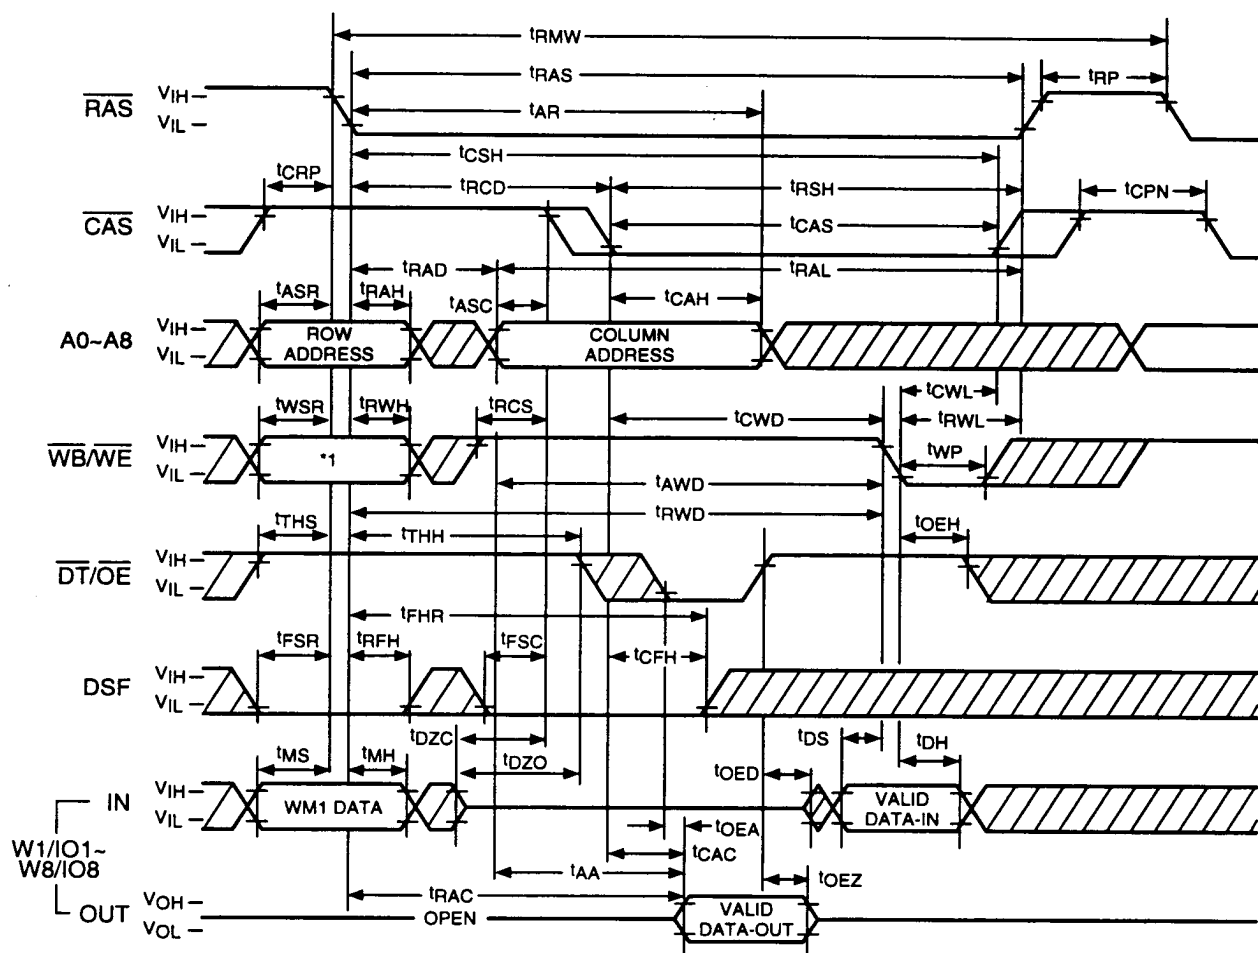 tRMW
tRAS
tRP
RAS
VIH
VIL
tAR
tCSH
tCRP
tRCD
tRSH
tCPN
CAS
VIH
VIL
tCAS
tRAD
tRAL
tASR
tRAH
tASC
tCAH
A0~A8
VIH
VIL
ROW
ADDRESS
COLUMN
ADDRESS
tCWL
tWSR
tRWH
tRCS
tCWD
tRWL
WB/WE
VIH
VIL
*1
tWP
tAWD
tRWD
tTHS
tTHH
tOEH
DT/OE
VIH
VIL
tFHR
tFSR
tRFH
tFSC
tCFH
DSF
VIH
VIL
tDZC
tDS
tDH
tMS
tMH
tDZO
tOED
IN
VIH
VIL
WM1 DATA
VALID
DATA-IN
tOEA
W1/IO1~
W8/IO8
tCAC
tAA
tOEZ
tRAC
OUT
VOH
VOL
OPEN
VALID
DATA-OUT